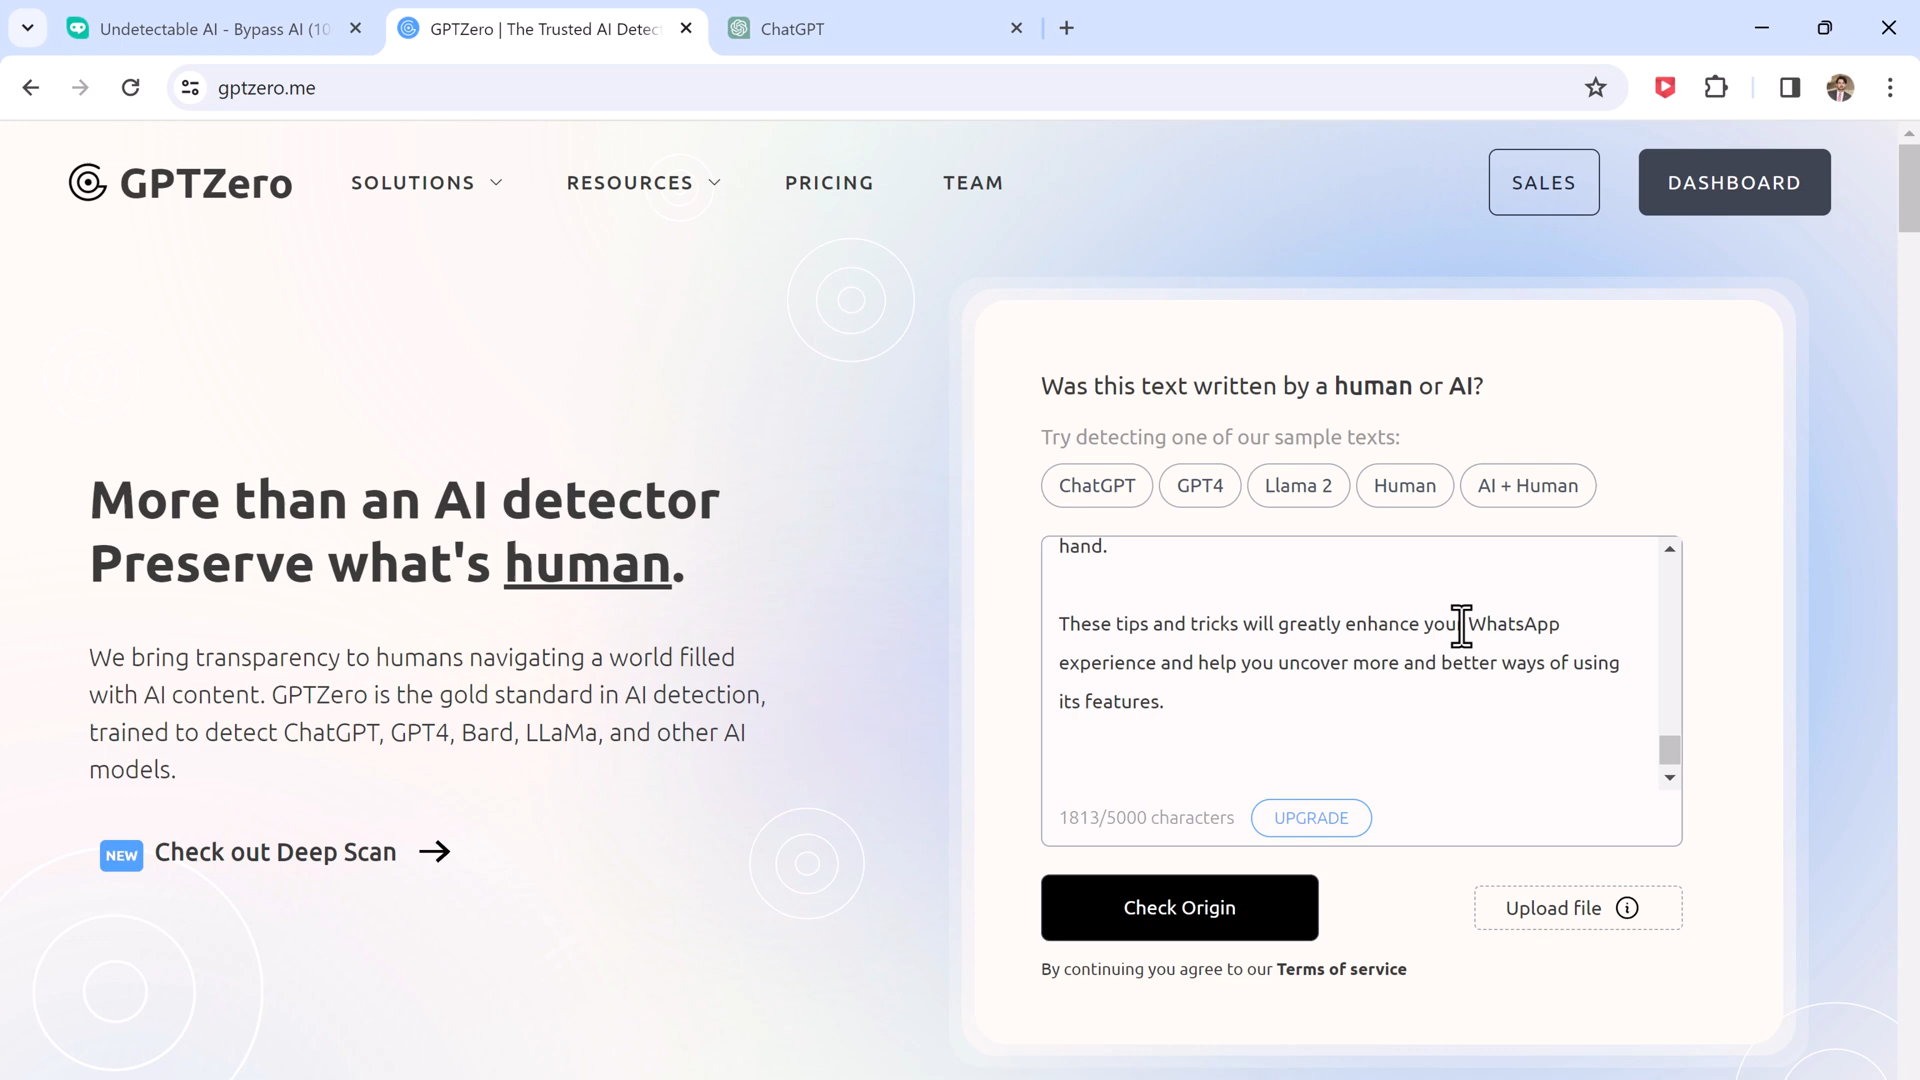 Undetectable AI - Bypass AI (10
GPTZero | The Trusted AI Detec
ChatGPT
gptzero.me
GPTZero
SOLUTIONS
RESOURCES
PRICING
TEAM
SALES
DASHBOARD
More than an AI detector
Preserve what's human.
We bring transparency to humans navigating a world filled
with AI content. GPTZero is the gold standard in AI detection,
trained to detect ChatGPT, GPT4, Bard, LLaMa, and other AI
models.
NEW Check out Deep Scan
Was this text written by a human or AI?
Try detecting one of our sample texts:
ChatGPT
GPT4
Llama 2
Human
AI + Human
hand.
These tips and tricks will greatly enhance your WhatsApp
experience and help you uncover more and better ways of using
its features.
1813/5000 characters
UPGRADE
Check Origin
Upload file
By continuing you agree to our Terms of service